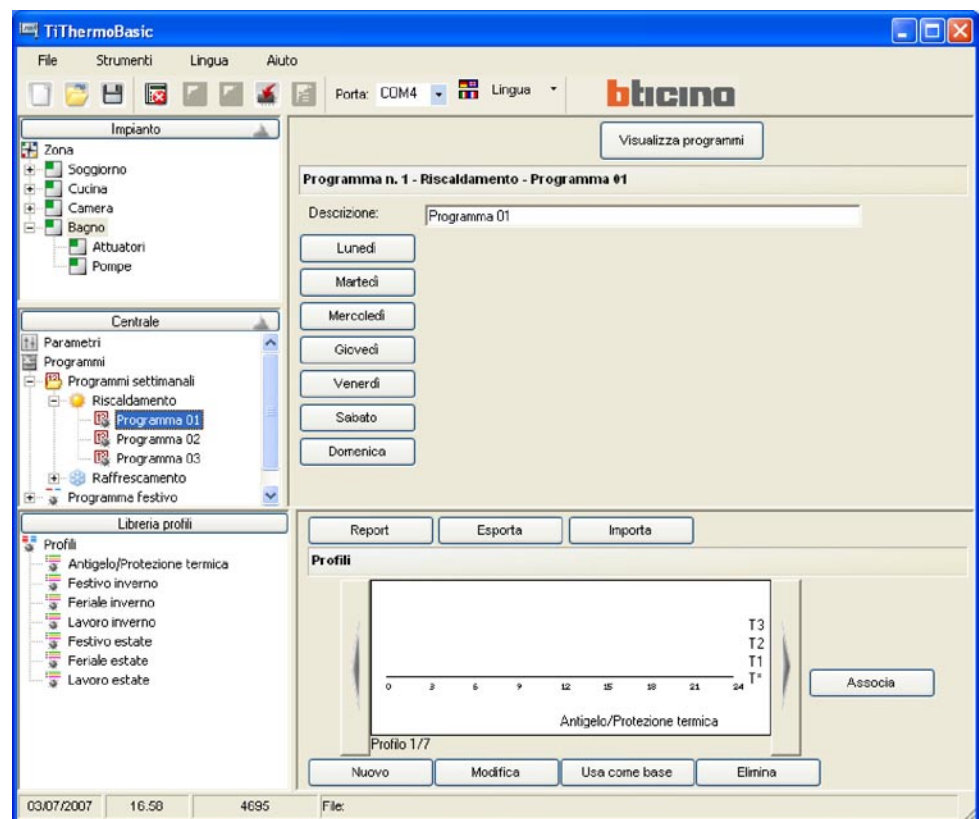 TiThermoBasic
File Strumenti Lingua Aiuto
Porta: COM4 Lingua bticino
Impianto
Zona
Soggiorno
Cucina
Camera
Bagno
Attuatori
Pompe
Centrale
Parametri
Programmi
Programmi settimanali
Riscaldamento
Programma 01
Programma 02
Programma 03
Raffrescamento
Programma festivo
Libreria profili
Profili
Antigelo/Protezione termica
Festivo inverno
Feriale inverno
Lavoro inverno
Festivo estate
Feriale estate
Lavoro estate
Visualizza programmi
Programma n. 1 - Riscaldamento - Programma 01
Descrizione: Programma 01
Lunedì
Martedì
Mercoledì
Giovedì
Venerdì
Sabato
Domenica
Report Esporta Importa
Profili
T3
T2
T1
T*
0 3 6 9 12 15 18 21 24
Antigelo/Protezione termica
Profilo 1/7
Associa
Nuovo Modifica Usa come base Elimina
03/07/2007 16.58 4695 File: